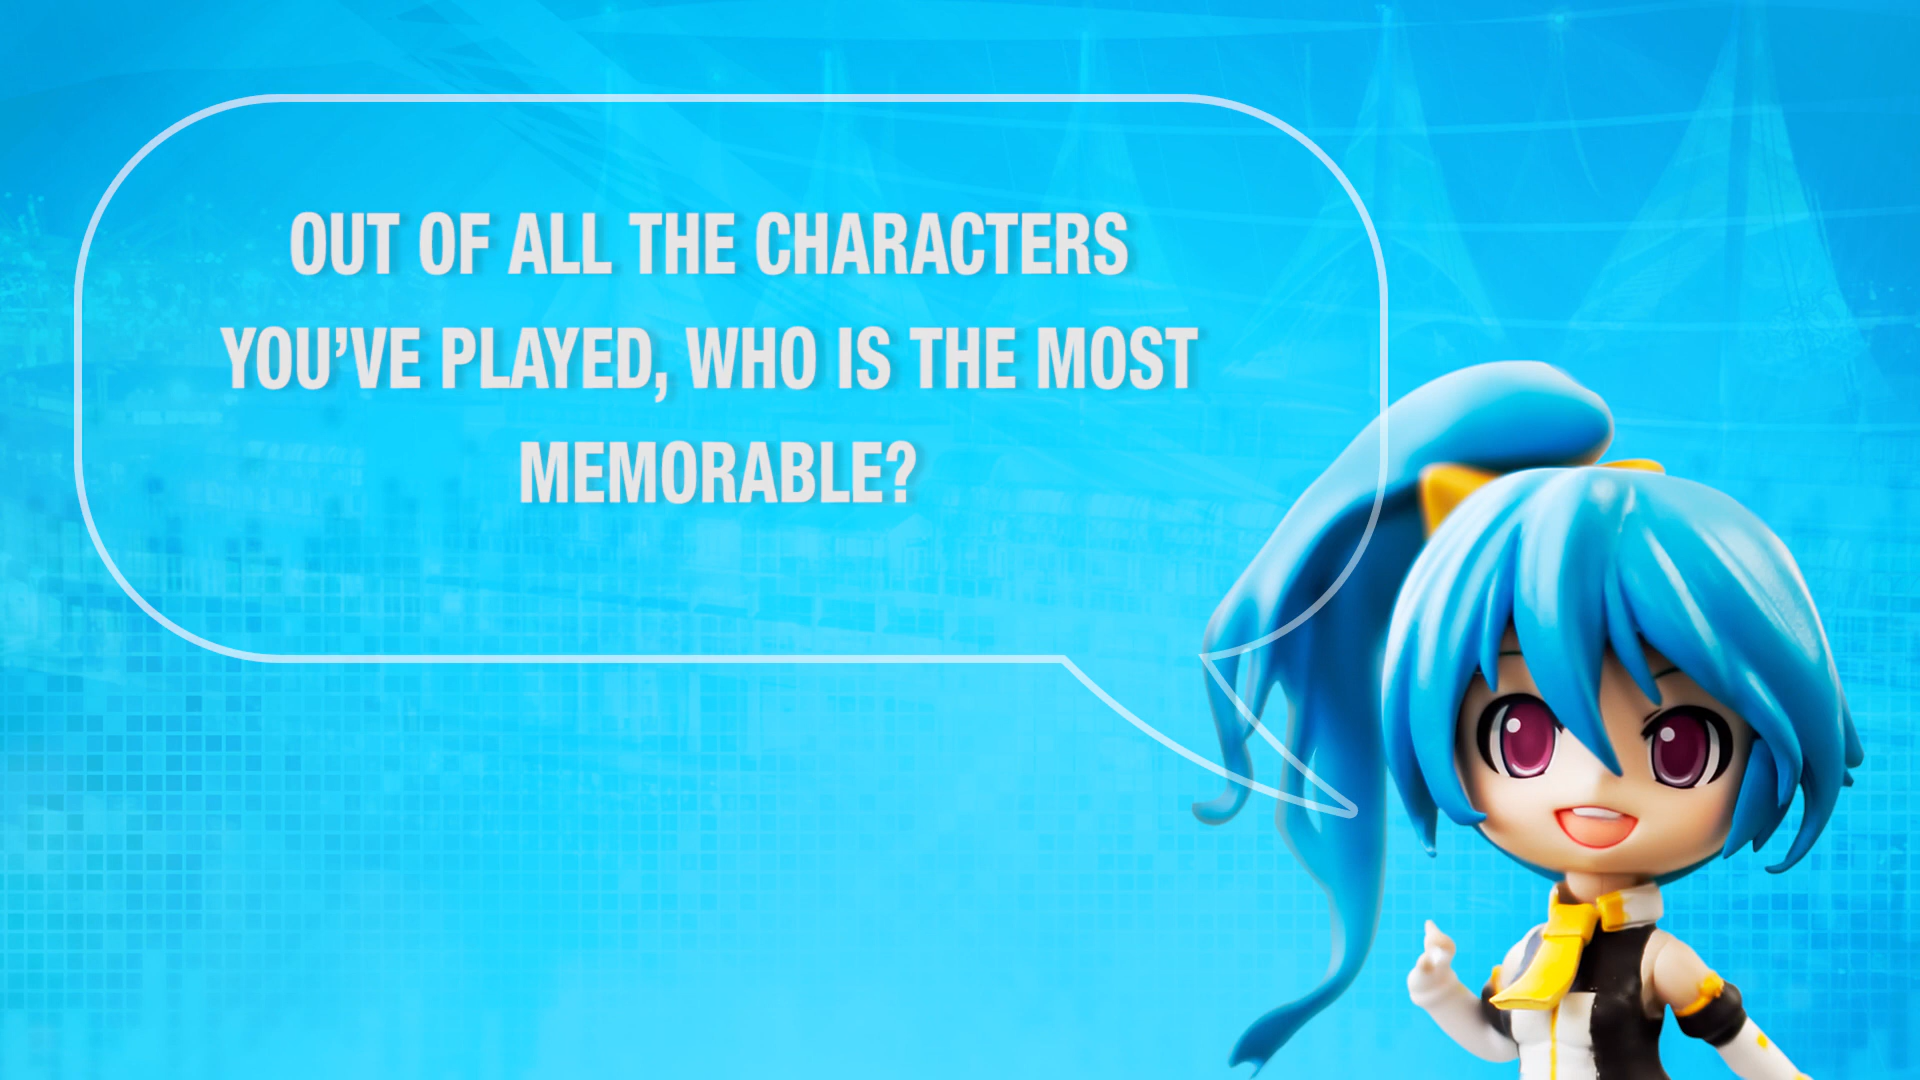 OUT OF ALL THE CHARACTERS
YOU’VE PLAYED, WHO IS THE MOST
MEMORABLE?